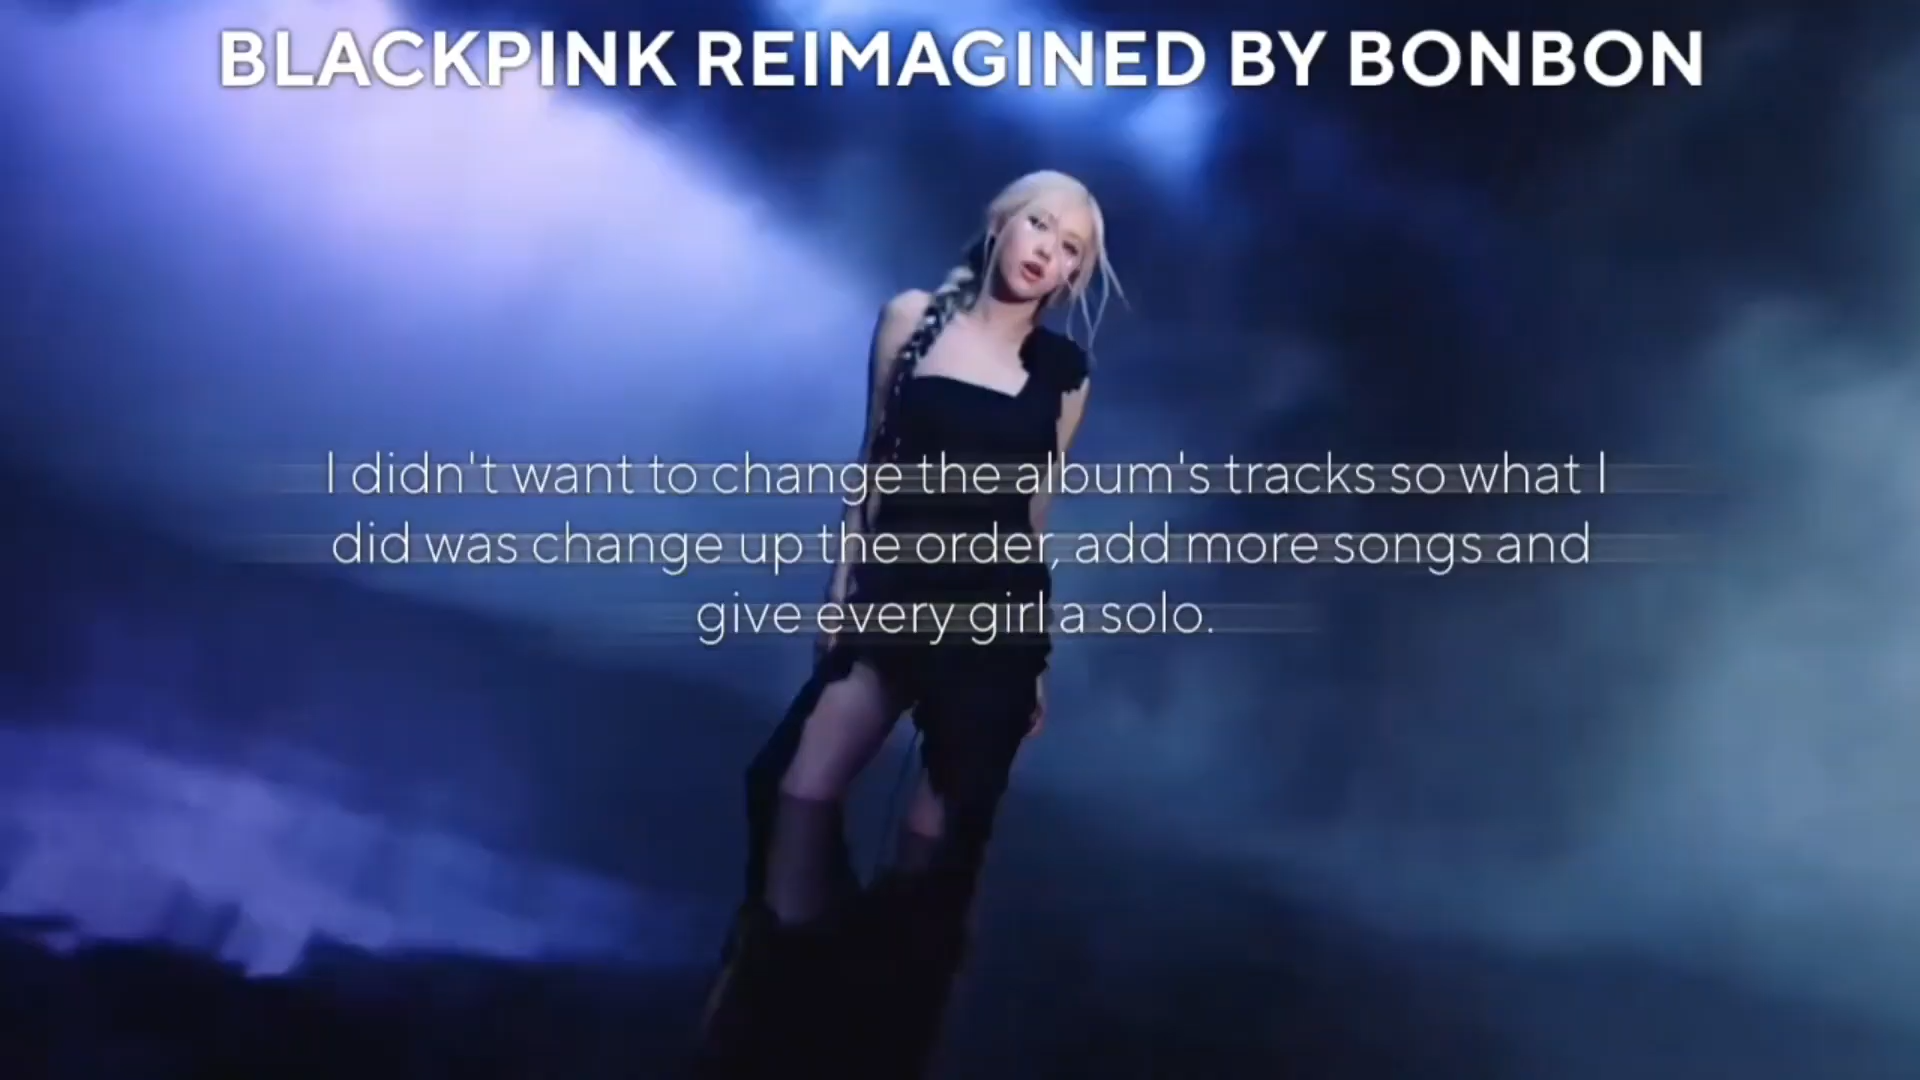 BLACKPINK REIMAGINED BY BONBON
I didn't want to change the album's tracks so what I
did was change up the order, add more songs and
give every girl a solo.